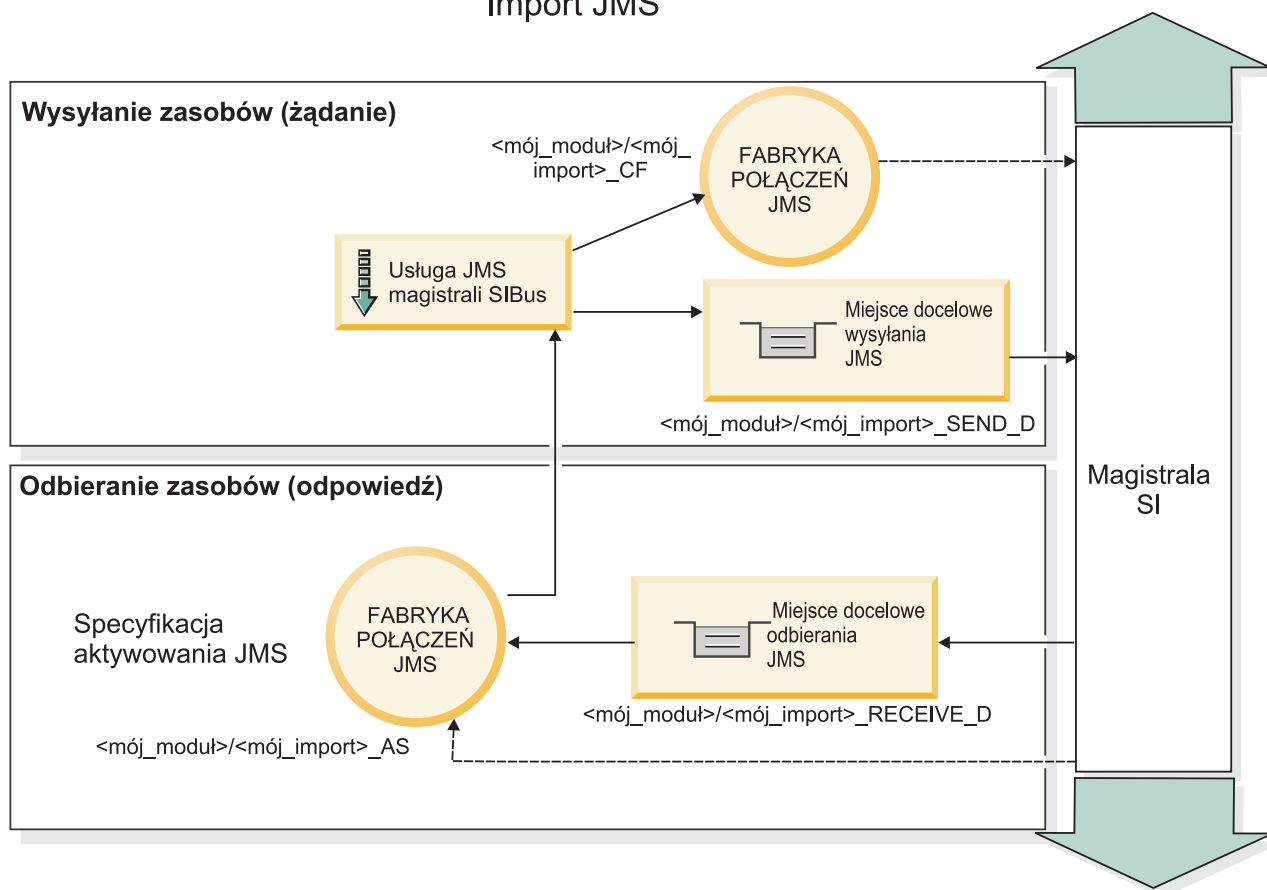 Import JMS
Wysyłanie zasobów (żądanie)
<mój_moduł>/<mój_
import>_CF
FABRYKA
POŁĄCZEŃ
JMS
Usługa JMS
magistrali SIBus
Miejsce docelowe
wysyłania
JMS
<mój_moduł>/<mój_import>_SEND_D
Magistrala
SI
Odbieranie zasobów (odpowiedź)
Specyfikacja
aktywowania JMS
FABRYKA
POŁĄCZEŃ
JMS
Miejsce docelowe
odbierania
JMS
<mój_moduł>/<mój_import>_RECEIVE_D
<mój_moduł>/<mój_import>_AS